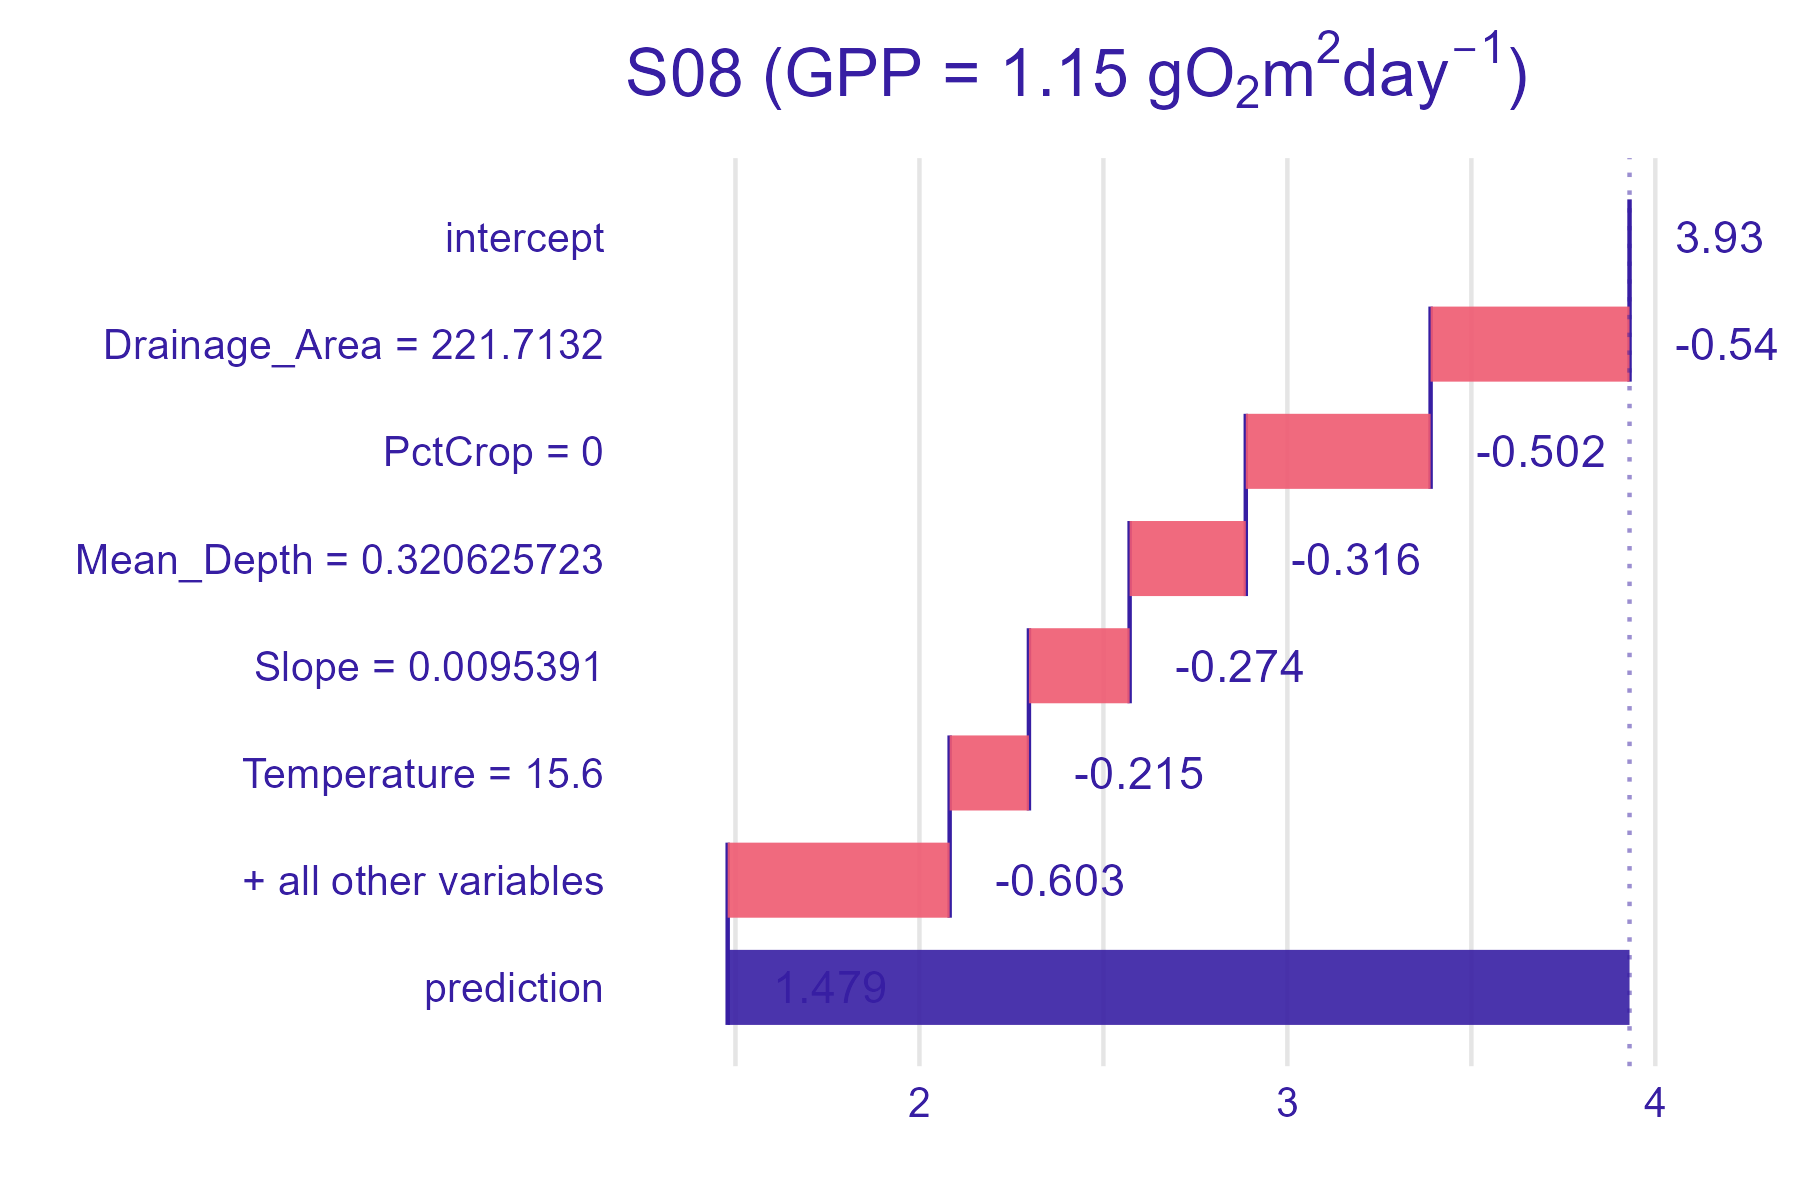 S08 (GPP = 1.15 gO₂m²day⁻¹)
intercept 3.93
Drainage_Area = 221.7132 -0.54
PctCrop = 0 -0.502
Mean_Depth = 0.320625723 -0.316
Slope = 0.0095391 -0.274
Temperature = 15.6 -0.215
+ all other variables -0.603
prediction 1.479
2 3 4